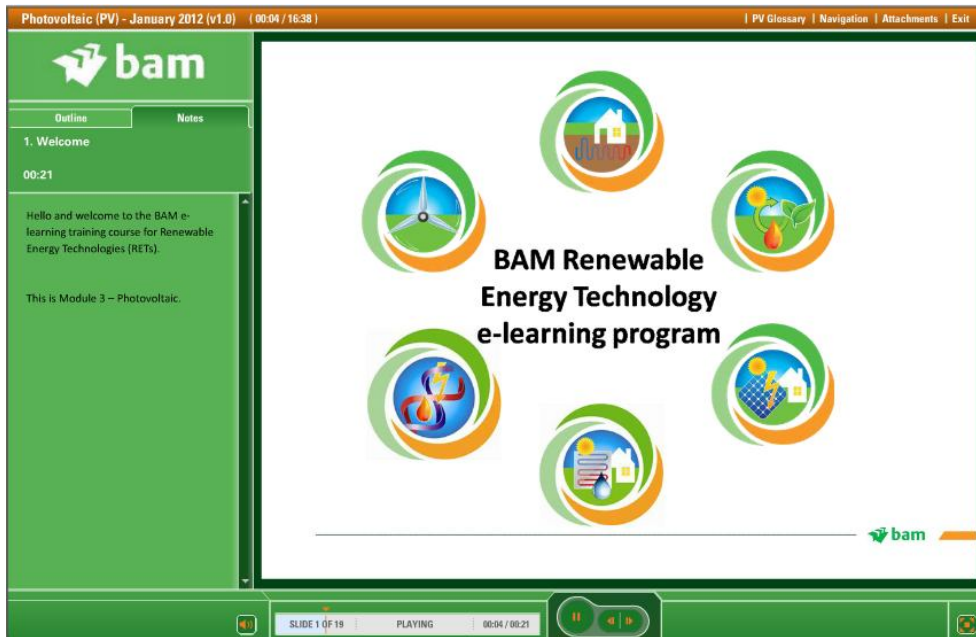 Photovoltaic (PV) - January 2012 (v1.0) ( 00:04 / 16:38 )
| PV Glossary | Navigation | Attachments | Exit
bam
Outline
Notes
1. Welcome
00:21
Hello and welcome to the BAM e-
learning training course for Renewable
Energy Technologies (RETs).
This is Module 3 – Photovoltaic.
BAM Renewable
Energy Technology
e-learning program
bam
SLIDE 1 OF 19
PLAYING
00:04 / 00:21